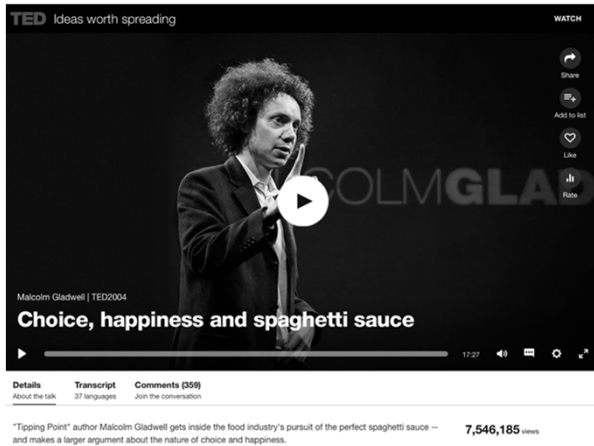 TED Ideas worth spreading
WATCH
Share
Add to list
Like
Rate
COLMGLAD
Malcolm Gladwell | TED2004
Choice, happiness and spaghetti sauce
17:27
Details
About the talk
Transcript
37 languages
Comments (359)
Join the conversation
"Tipping Point" author Malcolm Gladwell gets inside the food industry's pursuit of the perfect spaghetti sauce --
and makes a larger argument about the nature of choice and happiness.
7,546,185 views